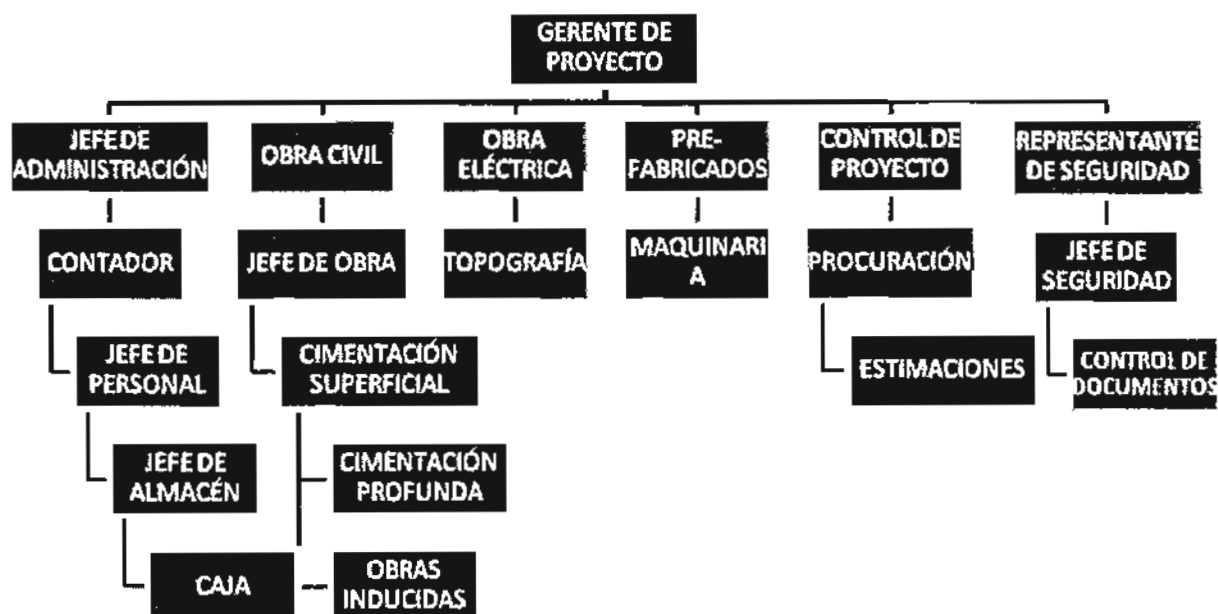 GERENTE DE
PROYECTO
JEFE DE
ADMINISTRACIÓN
OBRA CIVIL
OBRA
ELÉCTRICA
PRE-
FABRICADOS
CONTROL DE
PROYECTO
REPRESENTANTE
DE SEGURIDAD
CONTADOR
JEFE DE OBRA
TOPOGRAFÍA
MAQUINARI
A
PROCURACIÓN
JEFE DE
SEGURIDAD
JEFE DE
PERSONAL
CIMENTACIÓN
SUPERFICIAL
ESTIMACIONES
CONTROL DE
DOCUMENTOS
JEFE DE
ALMACÉN
CIMENTACIÓN
PROFUNDA
CAJA
OBRAS
INDUCIDAS